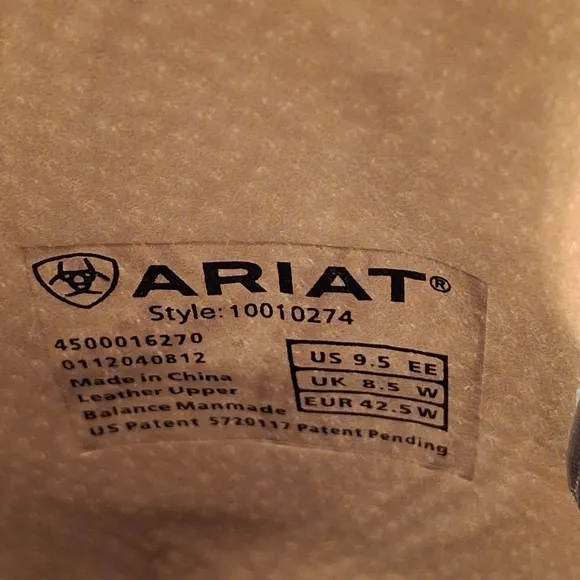 ARIAT®
Style: 10010274
4500016270
0112040812
Made in China
Leather Upper
Balance Manmade
US Patent 5720117 Patent Pending
US 9.5 EE
UK 8.5 W
EUR 42.5 W